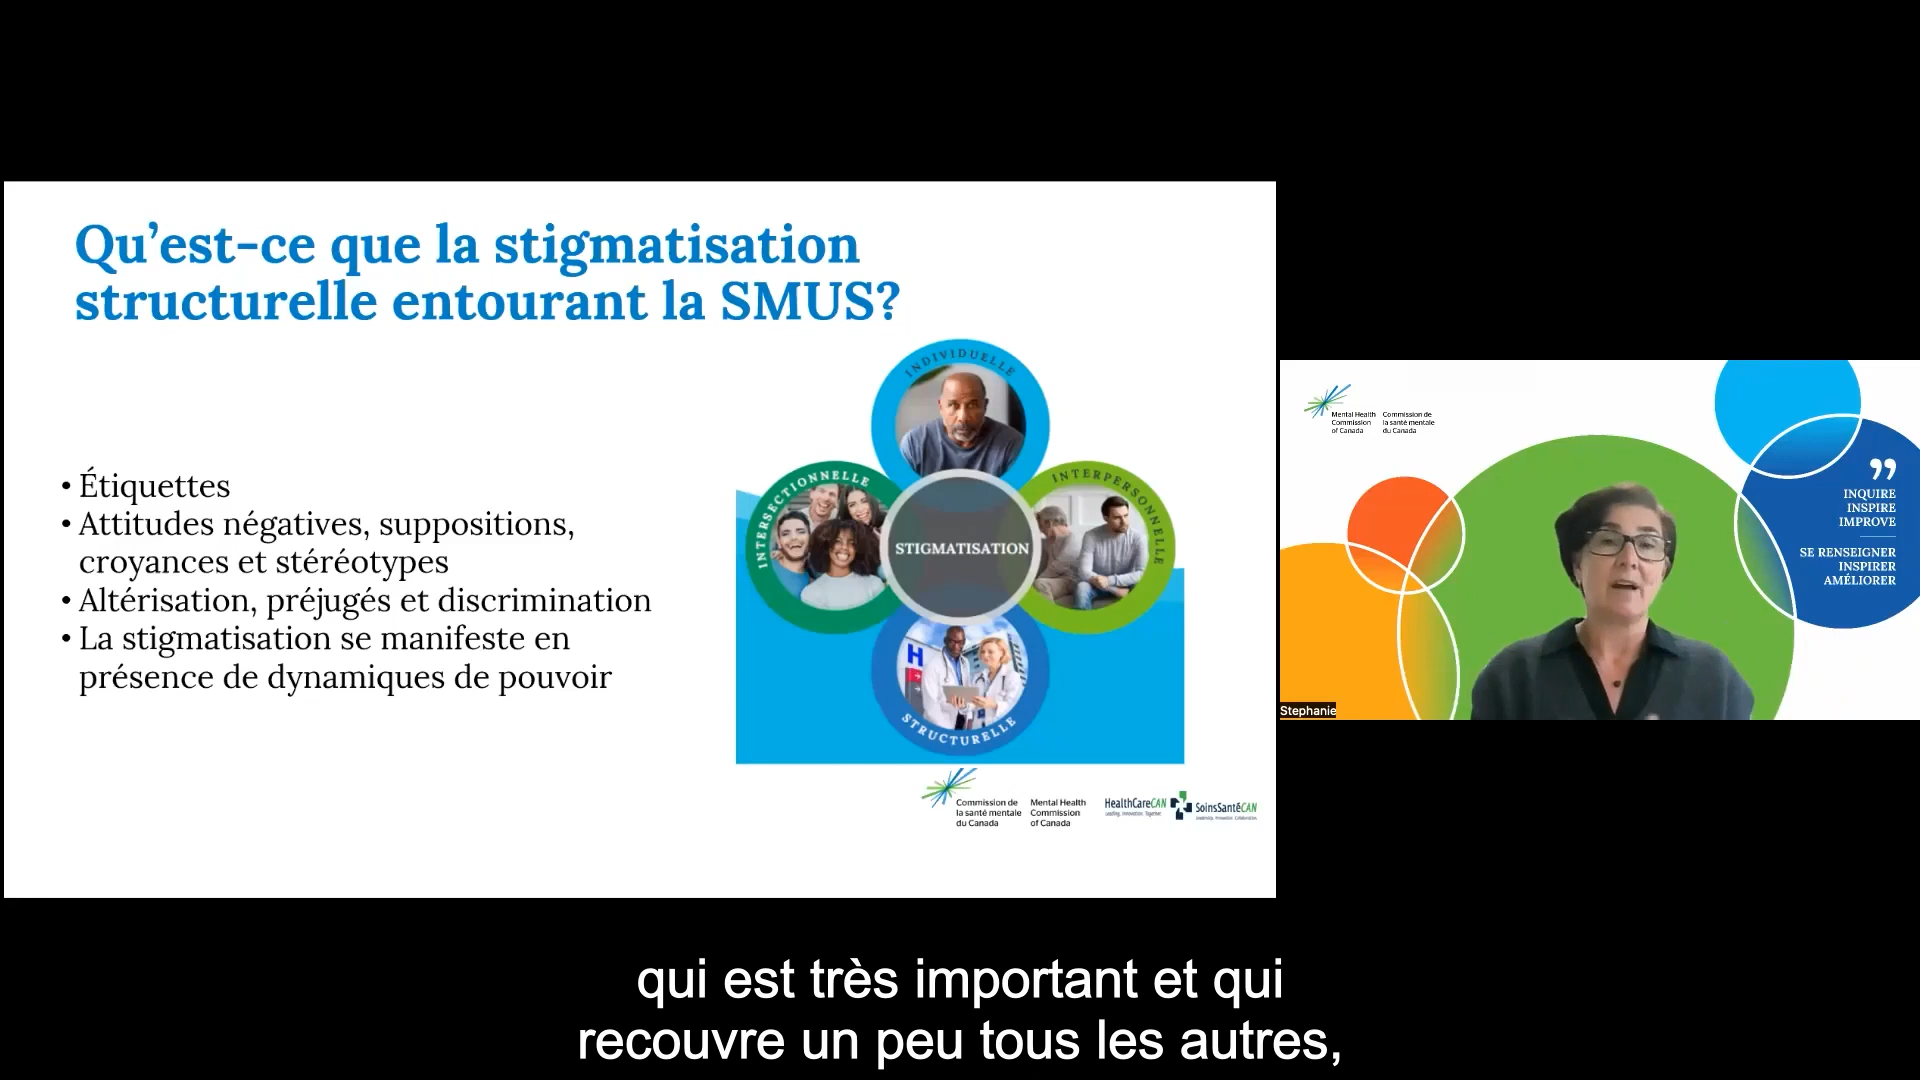 Qu’est-ce que la stigmatisation
structurelle entourant la SMUS?
• Étiquettes
• Attitudes négatives, suppositions,
croyances et stéréotypes
• Altérisation, préjugés et discrimination
• La stigmatisation se manifeste en
présence de dynamiques de pouvoir
INDIVIDUELLE
INTERSECTIONNELLE
INTERPERSONNELLE
STIGMATISATION
H
STRUCTURELLE
Commission de
la santé mentale
du Canada
Mental Health
Commission
of Canada
HealthCareCAN
Leading. Innovation. Together.
SoinsSantéCAN
Mental Health
Commission
of Canada
Commission de
la santé mentale
du Canada
INQUIRE
INSPIRE
IMPROVE
SE RENSEIGNER
INSPIRER
AMÉLIORER
Stephanie
qui est très important et qui
recouvre un peu tous les autres,